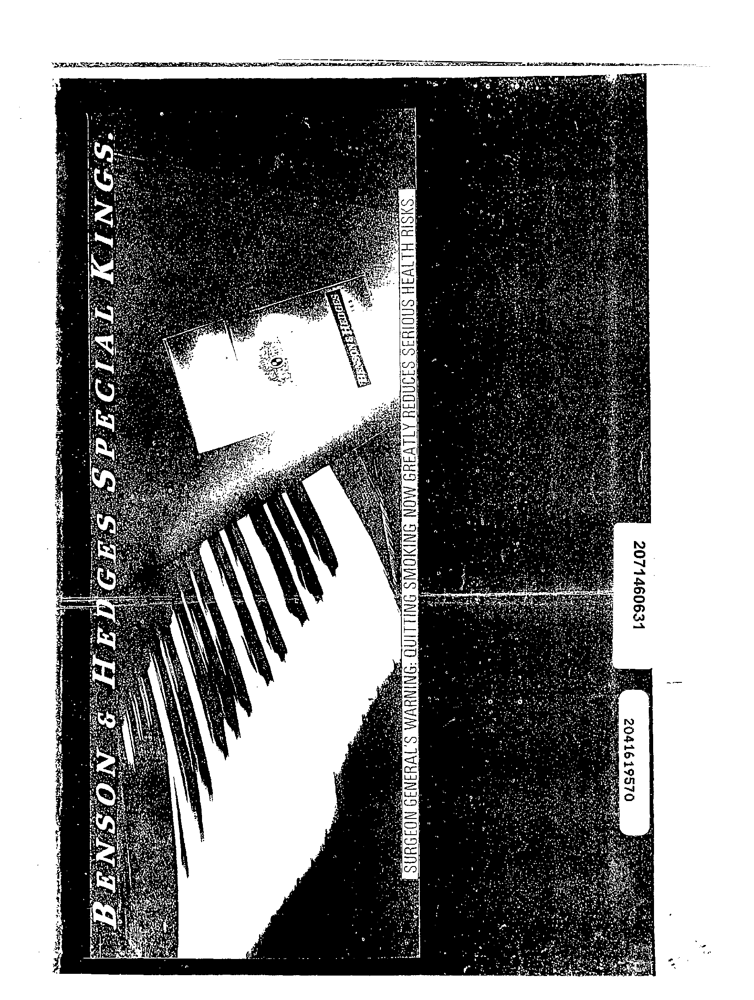 BENSON & HEDGES SPECIAL KINGS.
BENSON & HEDGES
SURGEON GENERAL'S WARNING: QUITTING SMOKING NOW GREATLY REDUCES SERIOUS HEALTH RISKS
2071460631
2041619570